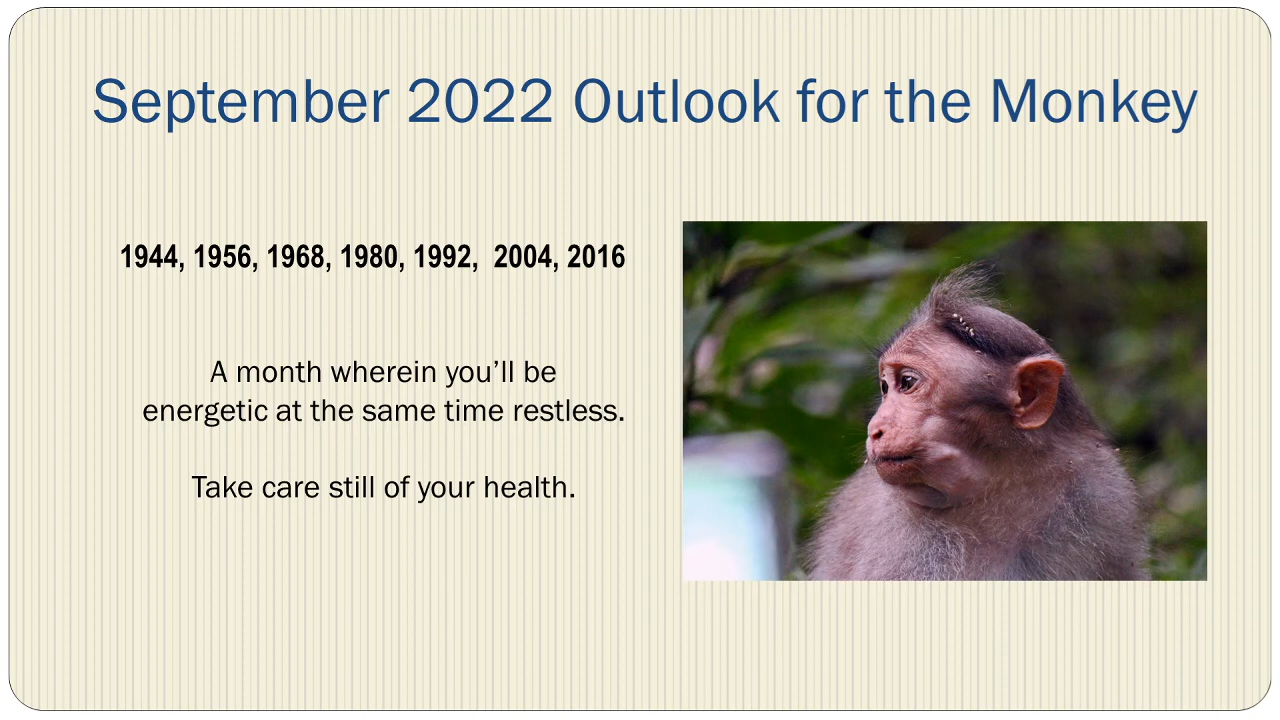 September 2022 Outlook for the Monkey
1944, 1956, 1968, 1980, 1992,  2004, 2016
A month wherein you’ll be
energetic at the same time restless.
Take care still of your health.